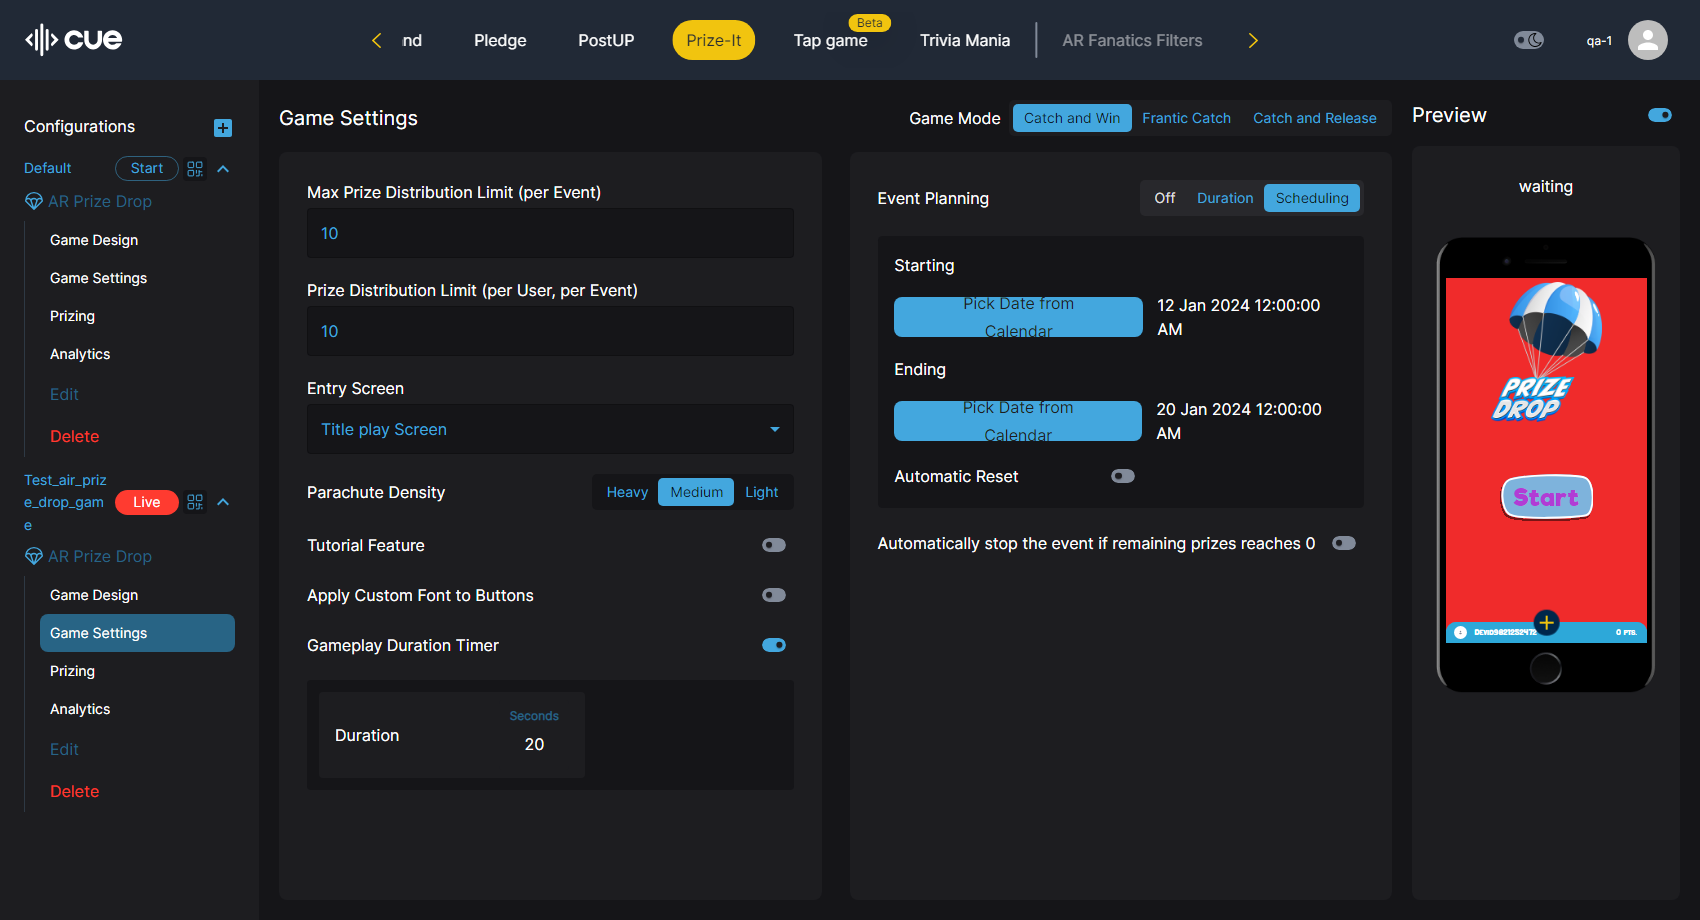 cue
nd
Pledge
PostUP
Prize-It
Beta
Tap game
Trivia Mania
AR Fanatics Filters
qa-1
Configurations
Default
Start
AR Prize Drop
Game Design
Game Settings
Prizing
Analytics
Edit
Delete
Test_air_priz
e_drop_gam
e
Live
AR Prize Drop
Game Design
Game Settings
Prizing
Analytics
Edit
Delete
Game Settings
Game Mode
Catch and Win
Frantic Catch
Catch and Release
Max Prize Distribution Limit (per Event)
10
Prize Distribution Limit (per User, per Event)
10
Entry Screen
Title play Screen
Parachute Density
Heavy
Medium
Light
Tutorial Feature
Apply Custom Font to Buttons
Gameplay Duration Timer
Duration
Seconds
20
Event Planning
Off
Duration
Scheduling
Starting
Pick Date from
Calendar
12 Jan 2024 12:00:00
AM
Ending
Pick Date from
Calendar
20 Jan 2024 12:00:00
AM
Automatic Reset
Automatically stop the event if remaining prizes reaches 0
Preview
waiting
PRIZE
DROP
Start
0 PTS.